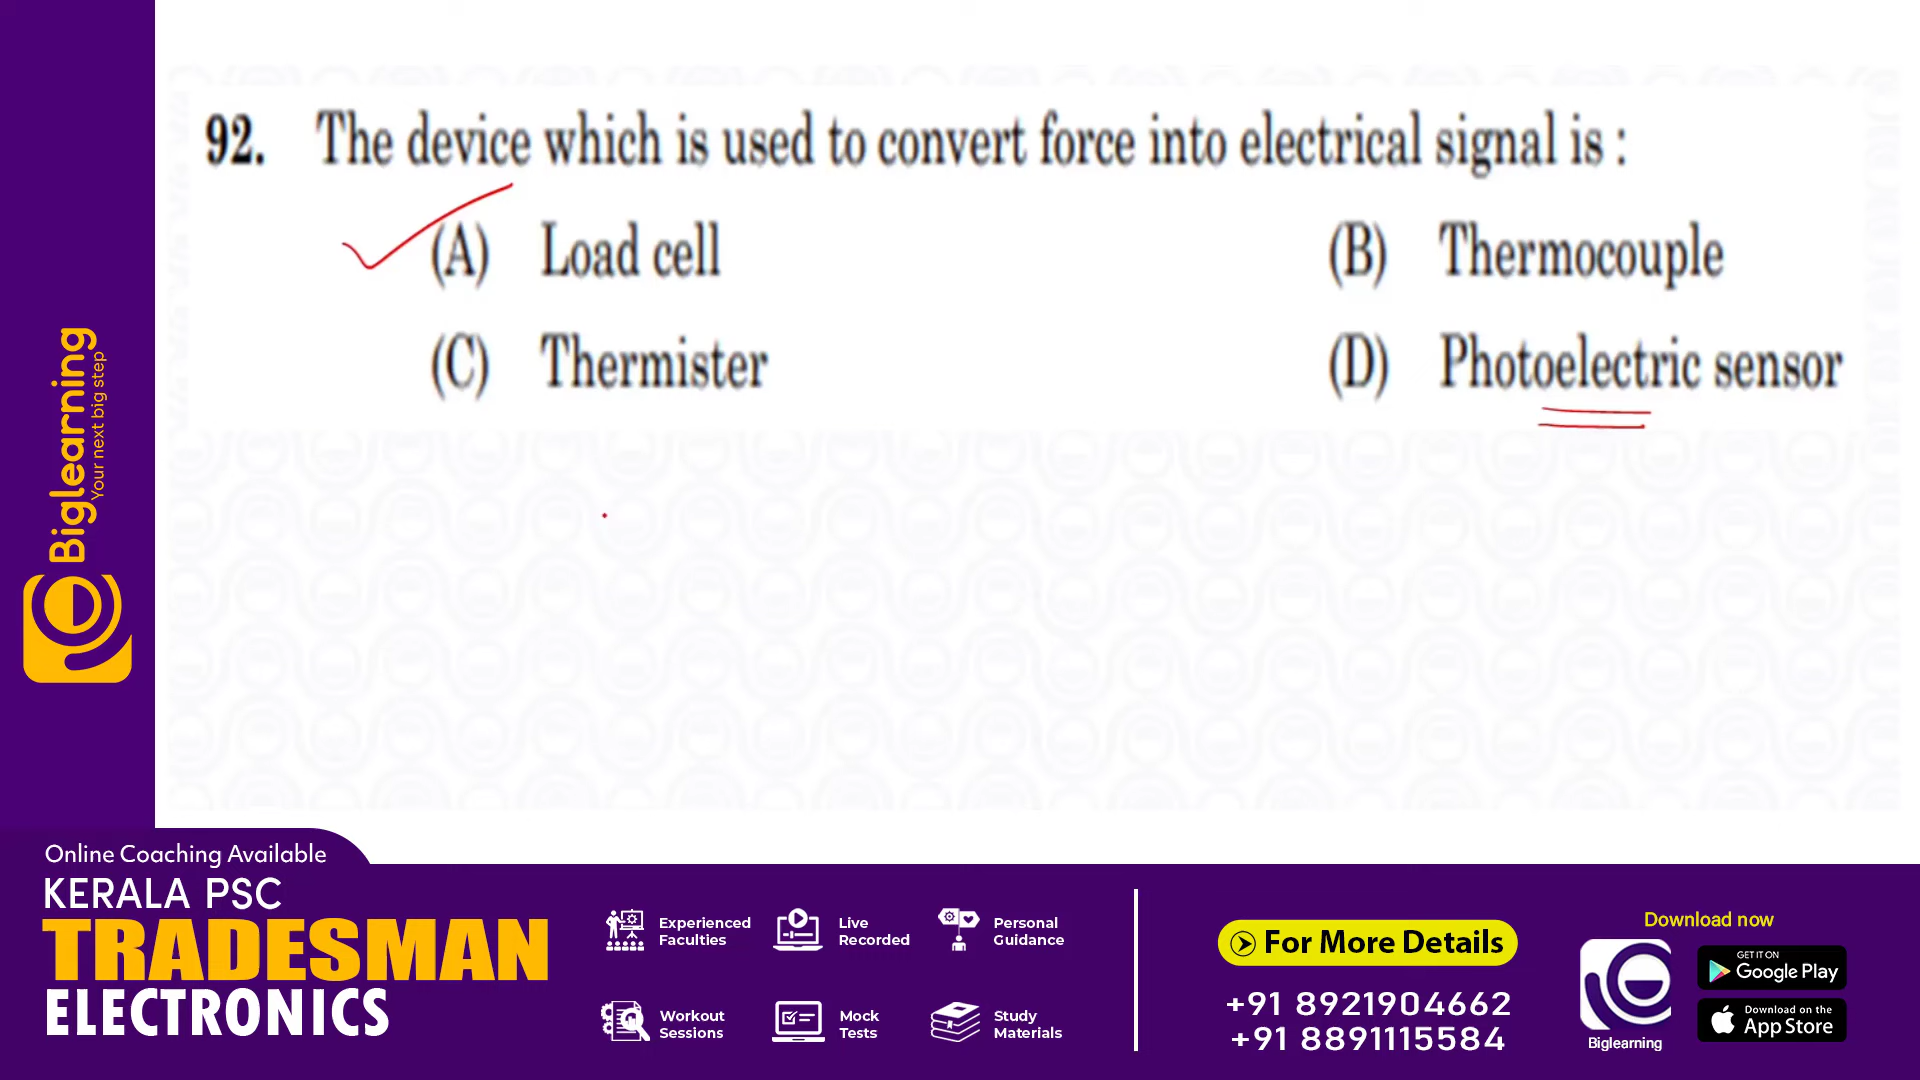 92. The device which is used to convert force into electrical signal is :
(A) Load cell
(B) Thermocouple
(C) Thermister
(D) Photoelectric sensor
Biglearning
Your next big step
Online Coaching Available
KERALA PSC
TRADESMAN
ELECTRONICS
Experienced
Faculties
Live
Recorded
Personal
Guidance
Workout
Sessions
Mock
Tests
Study
Materials
For More Details
+91 8921904662
+91 8891115584
Download now
Biglearning
GET IT ON
Google Play
Download on the
App Store